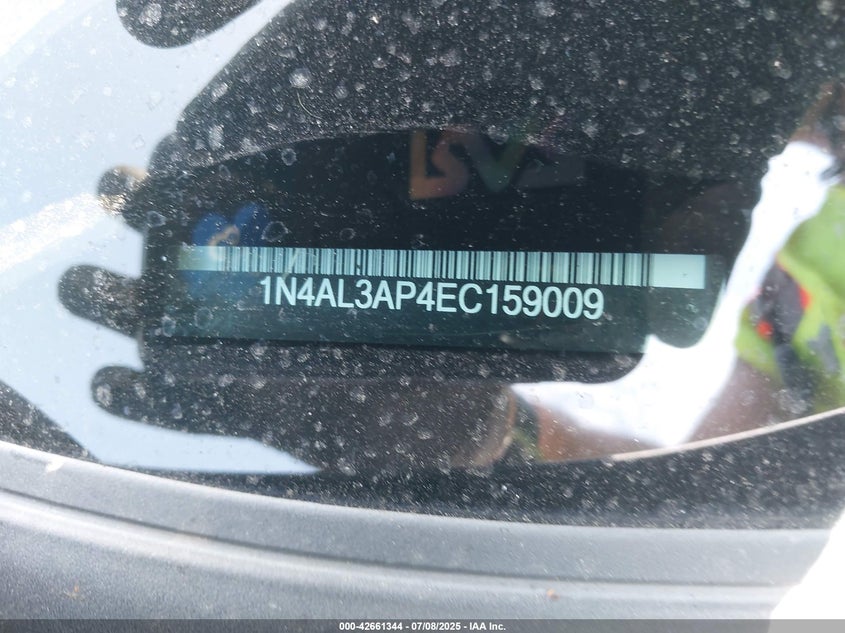 1N4AL3AP4EC159009
000-42661344 | 07/08/2025 - IAA Inc.